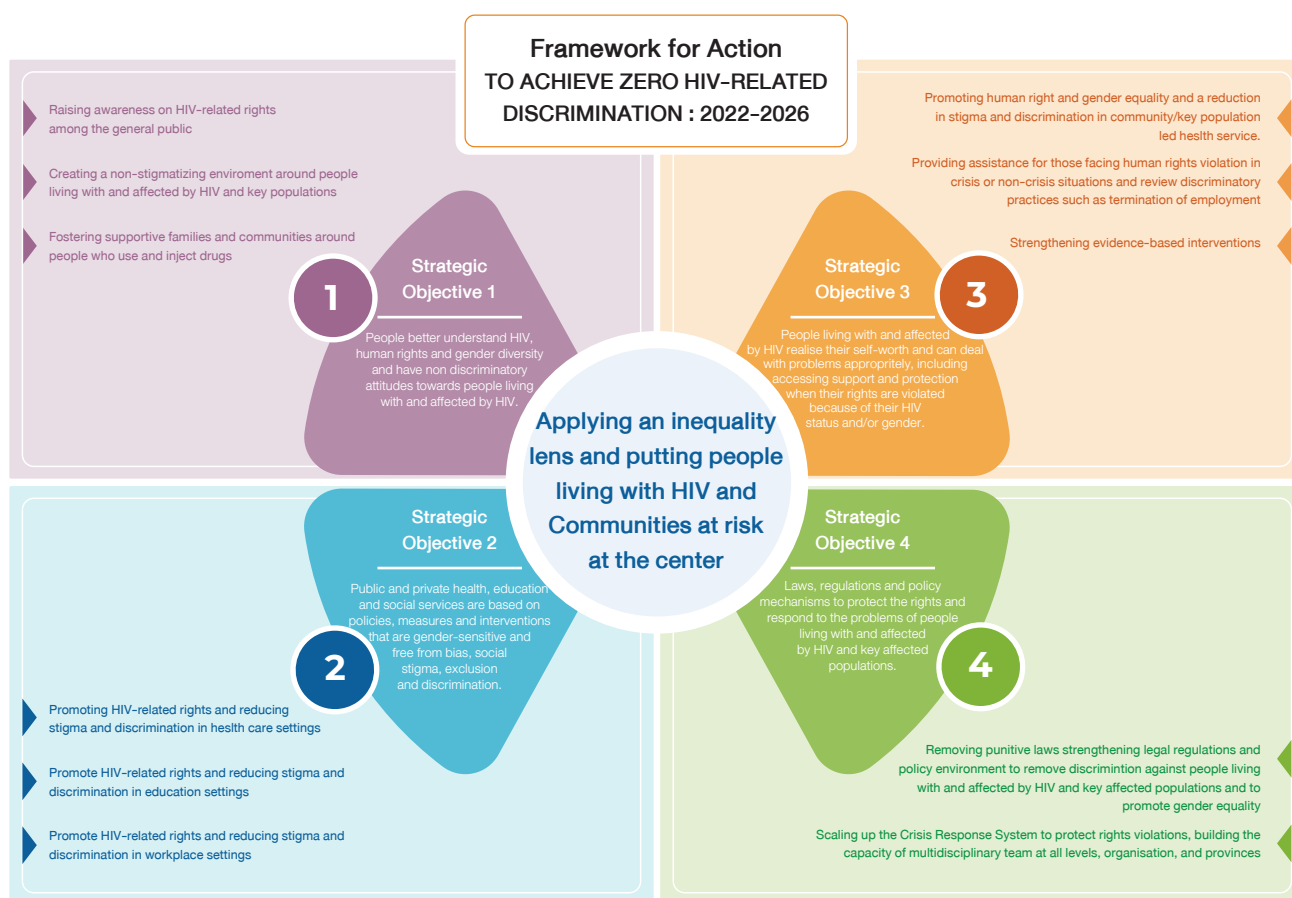 Framework for Action
TO ACHIEVE ZERO HIV-RELATED
DISCRIMINATION : 2022-2026
Raising awareness on HIV-related rights
among the general public
Creating a non-stigmatizing enviroment around people
living with and affected by HIV and key populations
Fostering supportive families and communities around
people who use and inject drugs
1
Strategic
Objective 1
People better understand HIV,
human rights and gender diversity
and have non discriminatory
attitudes towards people living
with and affected by HIV.
Promoting human right and gender equality and a reduction
in stigma and discrimination in community/key population
led health service.
Providing assistance for those facing human rights violation in
crisis or non-crisis situations and review discriminatory
practices such as termination of employment
Strengthening evidence-based interventions
3
Strategic
Objective 3
People living with and affected
by HIV realise their self-worth and can deal
with problems appropritely, including
accessing support and protection
when their rights are violated
because of their HIV
status and/or gender.
Applying an inequality
lens and putting people
living with HIV and
Communities at risk
at the center
Strategic
Objective 2
Public and private health, education
and social services are based on
policies, measures and interventions
that are gender-sensitive and
free from bias, social
stigma, exclusion
and discrimination.
2
Promoting HIV-related rights and reducing
stigma and discrimination in heslth care settings
Promote HIV-related rights and reducing stigma and
discrimination in education settings
Promote HIV-related rights and reducing stigma and
discrimination in workplace settings
Strategic
Objective 4
Laws, regulations and policy
mechanisms to protect the rights and
respond to the problems of people
living with and affected
by HIV and key affected
populations.
4
Removing punitive laws strengthening legal regulations and
policy environment to remove discrimintion against people living
with and affected by HIV and key affected populations and to
promote gender equality
Scaling up the Crisis Response System to protect rights violations, building the
capacity of multidisciplinary team at all levels, organisation, and provinces